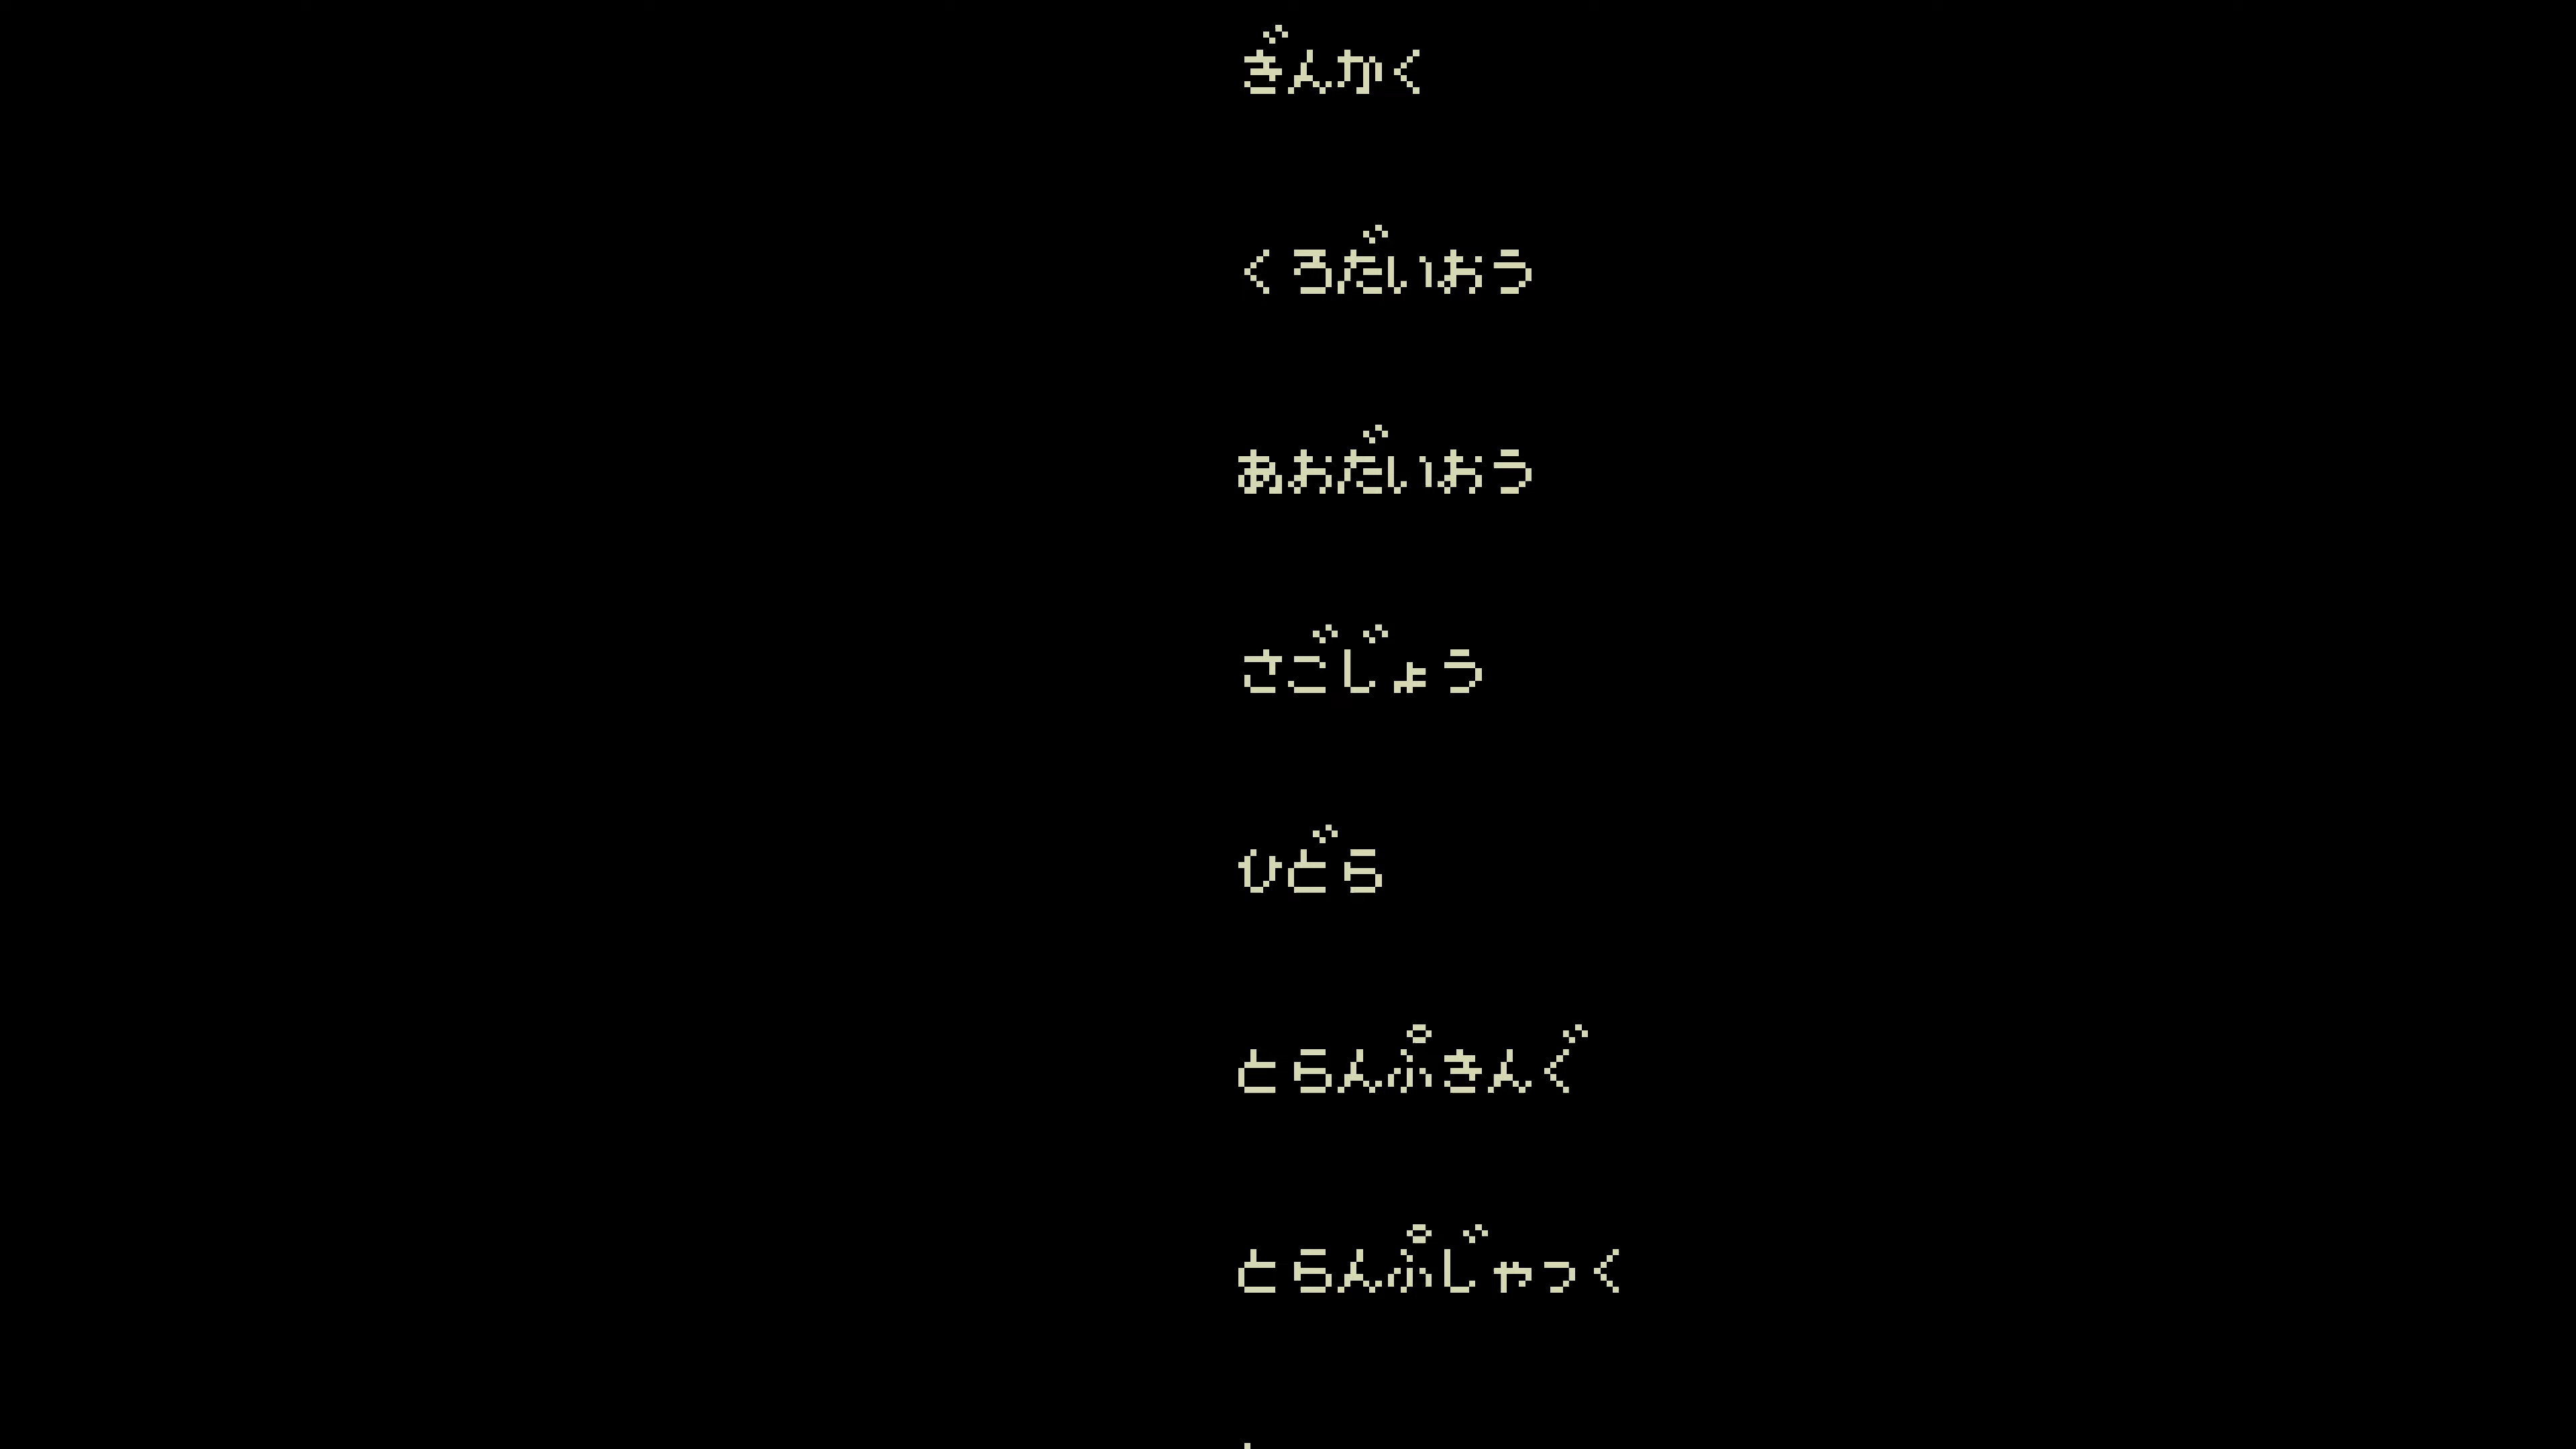 ぎんかく
くろだいおう
あおだいおう
さごじょう
ひどら
とらんぷきんぐ
とらんぷじゃっく